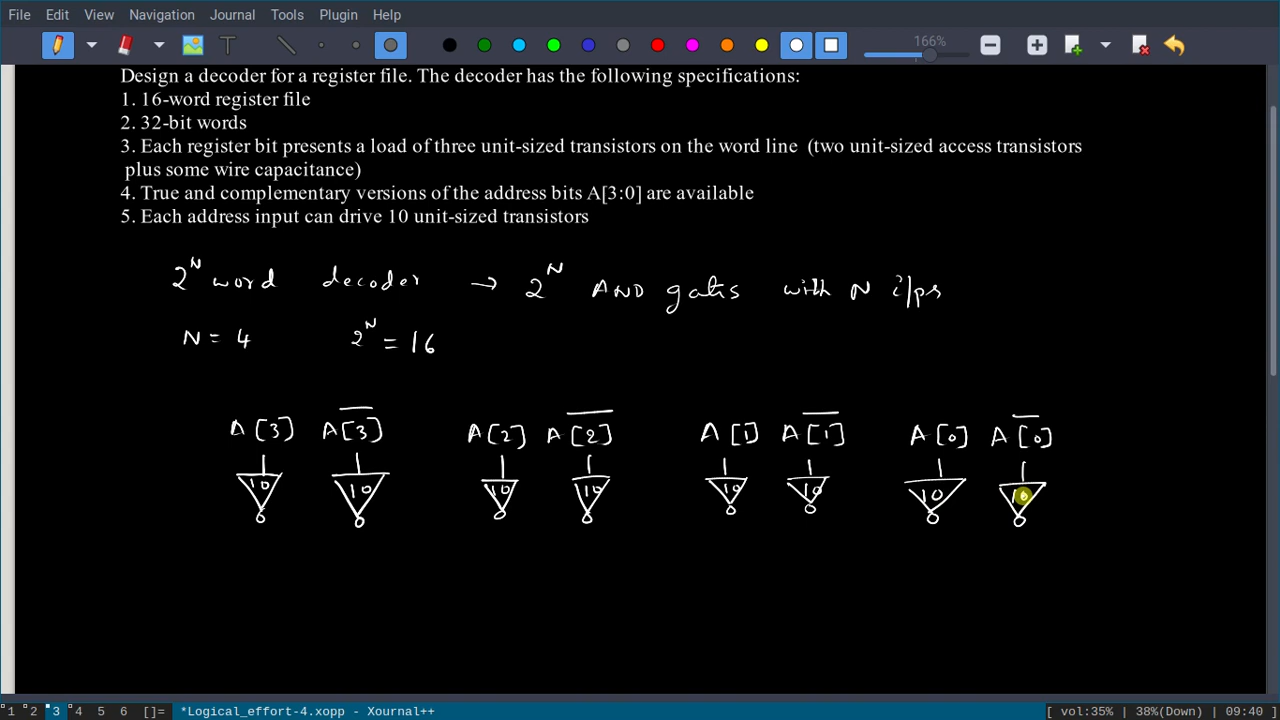 File Edit View Navigation Journal Tools Plugin Help
166%
Design a decoder for a register file. The decoder has the following specifications:
1. 16-word register file
2. 32-bit words
3. Each register bit presents a load of three unit-sized transistors on the word line (two unit-sized access transistors
plus some wire capacitance)
4. True and complementary versions of the address bits A[3:0] are available
5. Each address input can drive 10 unit-sized transistors
2^N word decoder → 2^N AND gates with N i/ps
N = 4 2^N = 16
A[3] A[3] A[2] A[2] A[1] A[1] A[0] A[0]
10 10 10 10 10 10 10 10
1 2 3 4 5 6 []= *Logical_effort-4.xopp - Xournal++ [ vol:35% | 38%(Down) | 09:40 ]